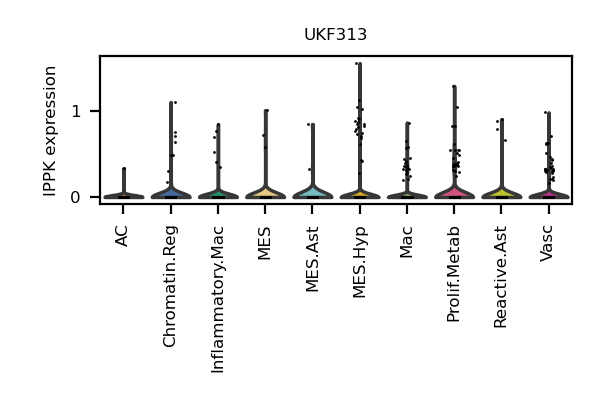 UKF313
IPPK expression
1
0
AC
Chromatin.Reg
Inflammatory.Mac
MES
MES.Ast
MES.Hyp
Mac
Prolif.Metab
Reactive.Ast
Vasc